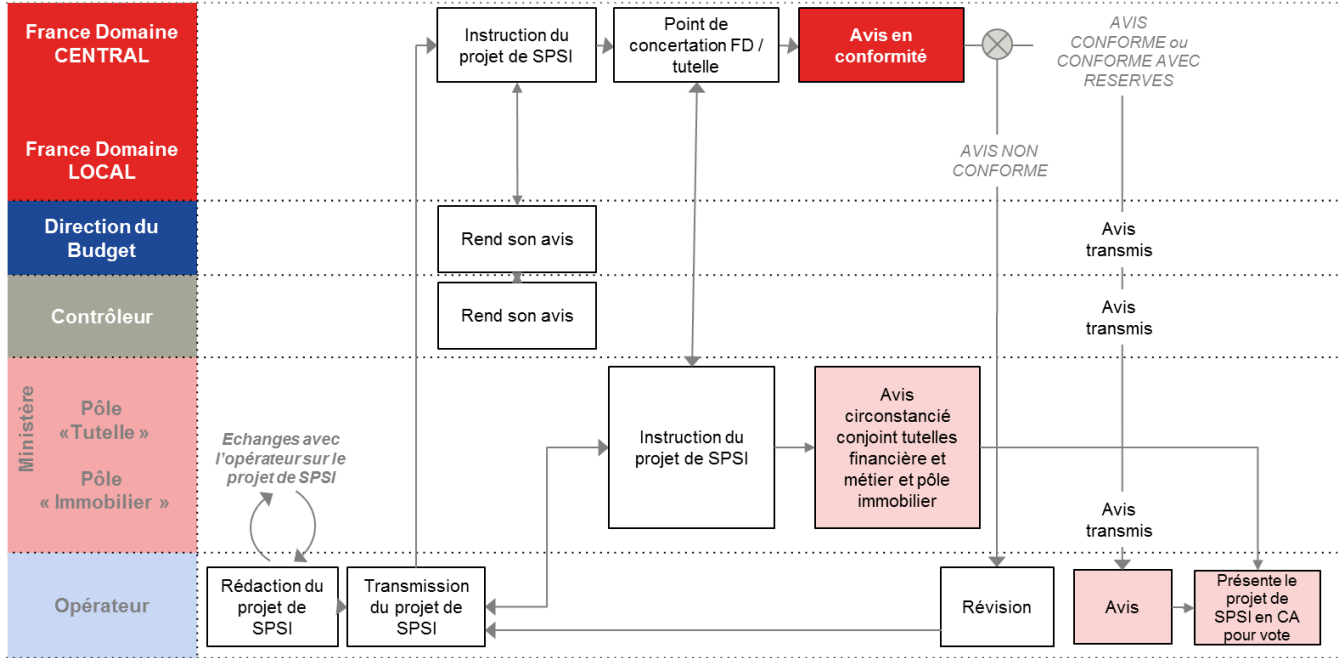 France Domaine
CENTRAL
Instruction du
projet de SPSI
Point de
concertation FD /
tutelle
Avis en
conformité
AVIS
CONFORME ou
CONFORME AVEC
RESERVES
France Domaine
LOCAL
AVIS NON
CONFORME
Direction du
Budget
Rend son avis
Avis
transmis
Contrôleur
Rend son avis
Avis
transmis
Ministère
Pôle
«Tutelle »
Pôle
« Immobilier »
Echanges avec
l'opérateur sur le
projet de SPSI
Instruction du
projet de SPSI
Avis
circonstancié
conjoint tutelles
financière et
métier et pôle
immobilier
Avis
transmis
Opérateur
Rédaction du
projet de
SPSI
Transmission
du projet de
SPSI
Révision
Avis
Présente le
projet de
SPSI en CA
pour vote